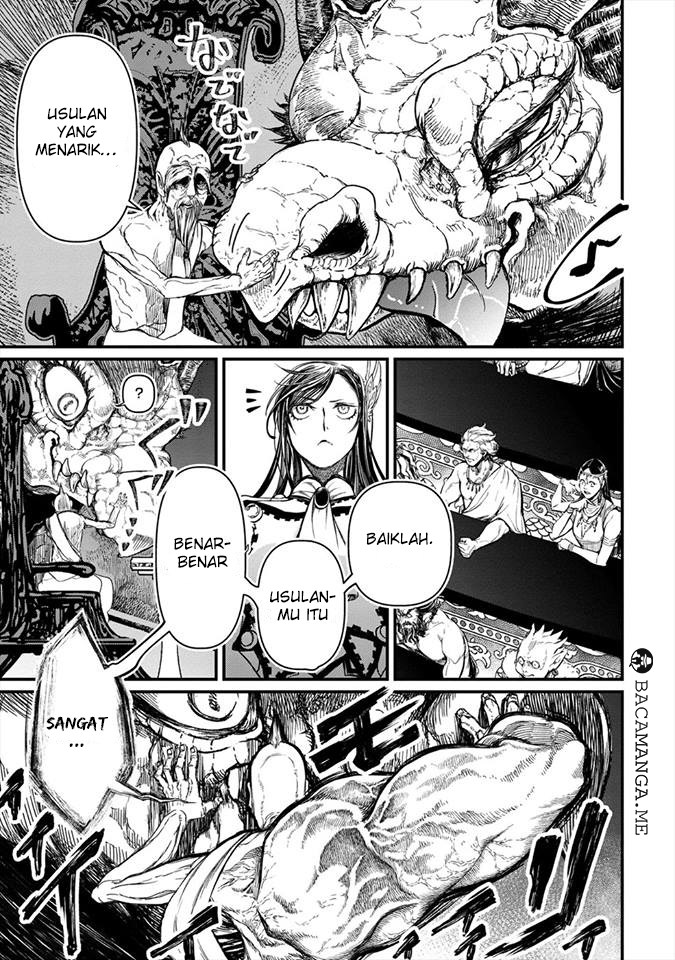 なでなで
USULAN
YANG
MENARIK...
♪
?
BAIKLAH.
USULAN-
MU ITU
BENAR-
BENAR
SANGAT
...
BACAMANGA.ME